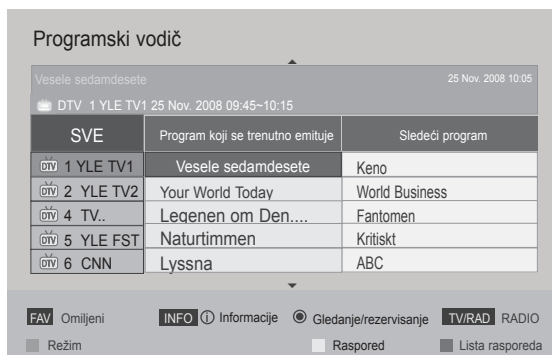 Programski vodič
Vesele sedamdesete 25 Nov. 2008 10:05
DTV 1 YLE TV1 25 Nov. 2008 09:45~10:15
SVE Program koji se trenutno emituje Sledeći program
DTV 1 YLE TV1 Vesele sedamdesete Keno
DTV 2 YLE TV2 Your World Today World Business
DTV 4 TV.. Legenen om Den.... Fantomen
DTV 5 YLE FST Naturtimmen Kritiskt
DTV 6 CNN Lyssna ABC
FAV Omiljeni INFO i Informacije Gledanje/rezervisanje TV/RAD RADIO
Režim Raspored Lista rasporeda